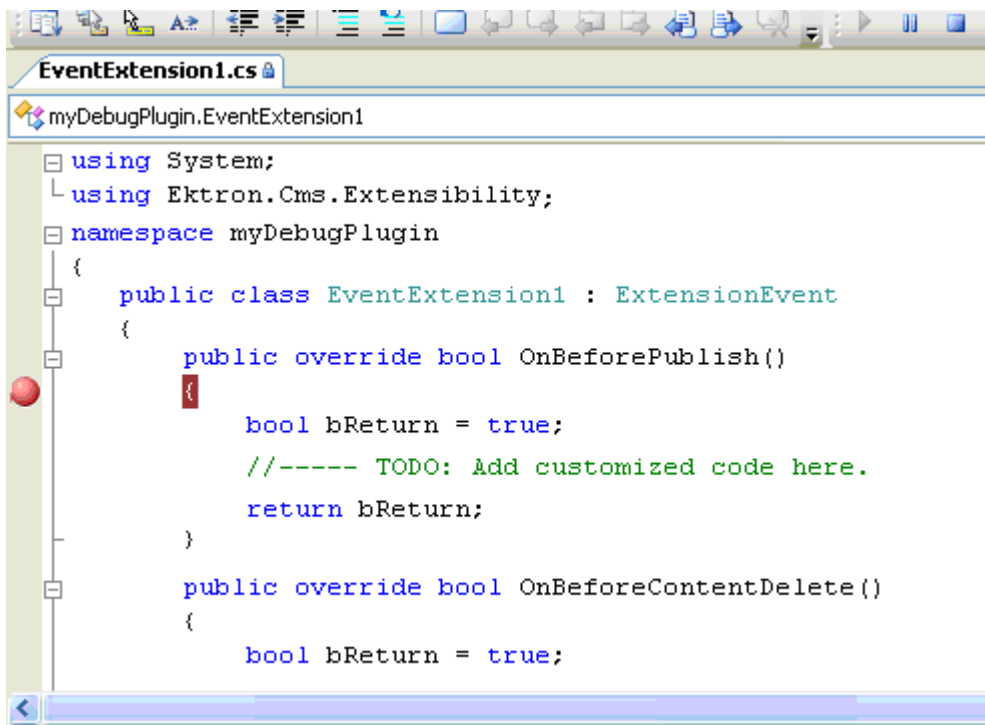 EventExtension1.cs
myDebugPlugin.EventExtension1
using System;
using Ektron.Cms.Extensibility;
namespace myDebugPlugin
{
public class EventExtension1 : ExtensionEvent
{
public override bool OnBeforePublish()
{
bool bReturn = true;
//----- TODO: Add customized code here.
return bReturn;
}
public override bool OnBeforeContentDelete()
{
bool bReturn = true;